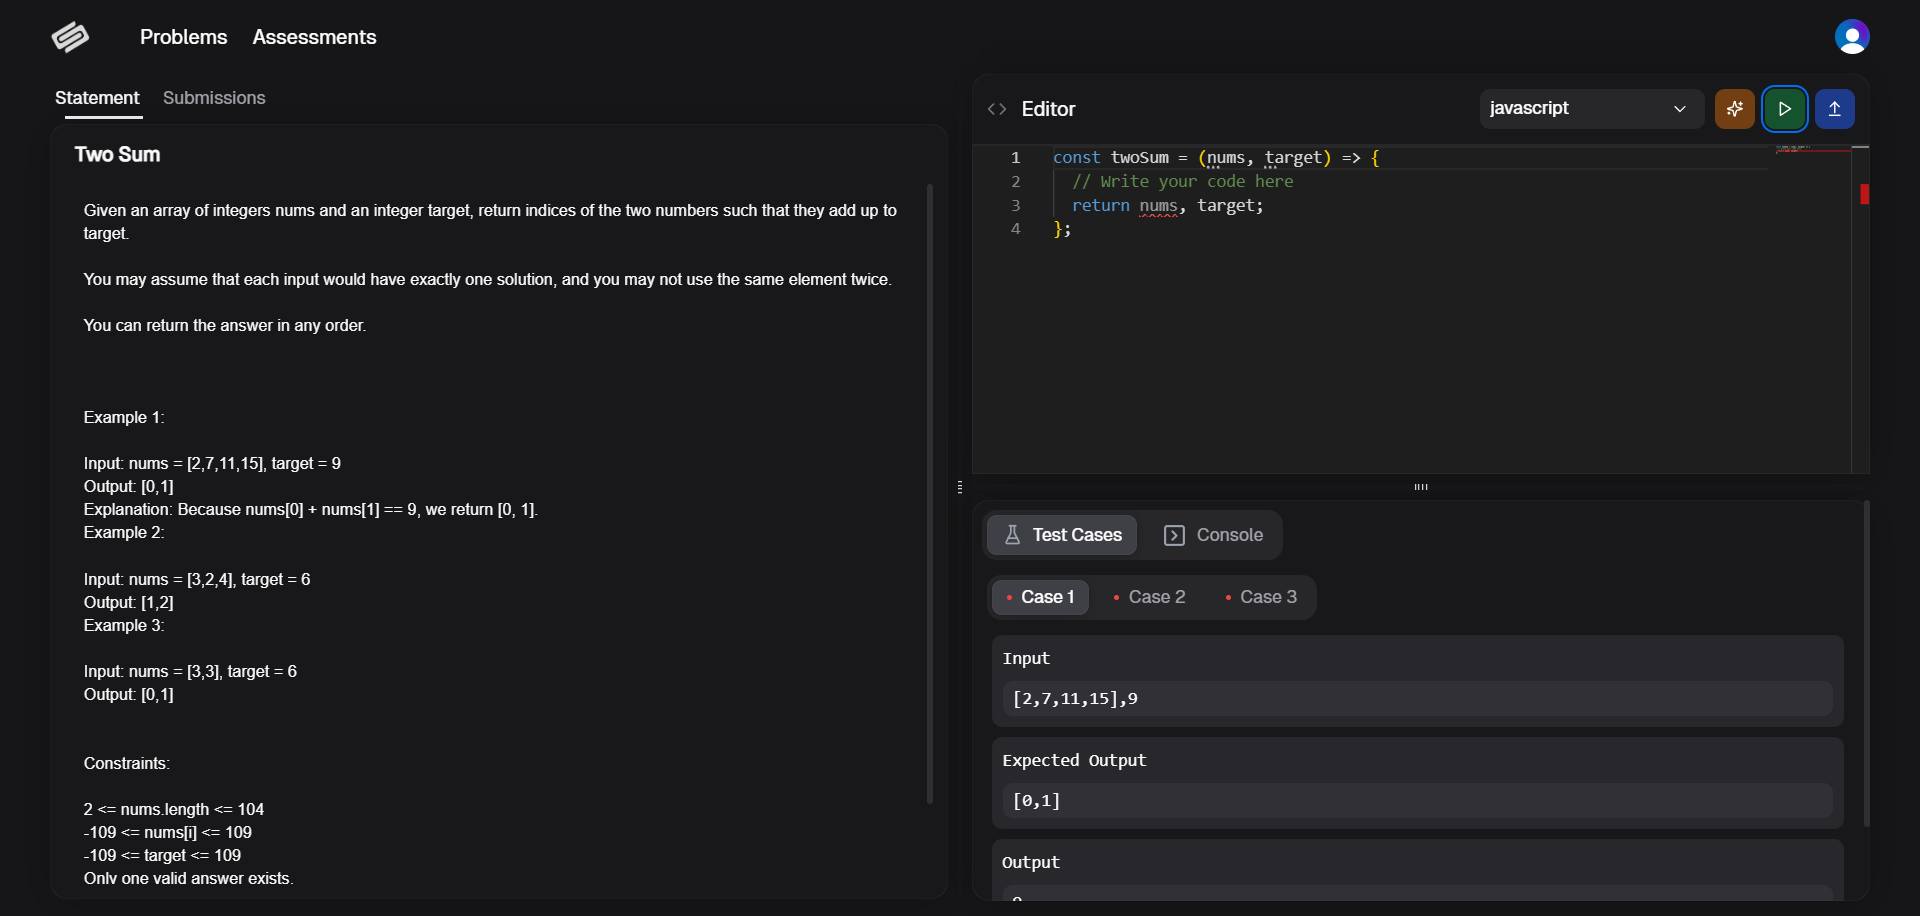 Problems Assessments
Statement Submissions
Two Sum
Given an array of integers nums and an integer target, return indices of the two numbers such that they add up to
target.
You may assume that each input would have exactly one solution, and you may not use the same element twice.
You can return the answer in any order.
Example 1:
Input: nums = [2,7,11,15], target = 9
Output: [0,1]
Explanation: Because nums[0] + nums[1] == 9, we return [0, 1].
Example 2:
Input: nums = [3,2,4], target = 6
Output: [1,2]
Example 3:
Input: nums = [3,3], target = 6
Output: [0,1]
Constraints:
2 <= nums.length <= 104
-109 <= nums[i] <= 109
-109 <= target <= 109
Only one valid answer exists.
<> Editor
javascript
1 const twoSum = (nums, target) => {
2 // Write your code here
3 return nums, target;
4 };
Test Cases Console
• Case 1 • Case 2 • Case 3
Input
[2,7,11,15],9
Expected Output
[0,1]
Output